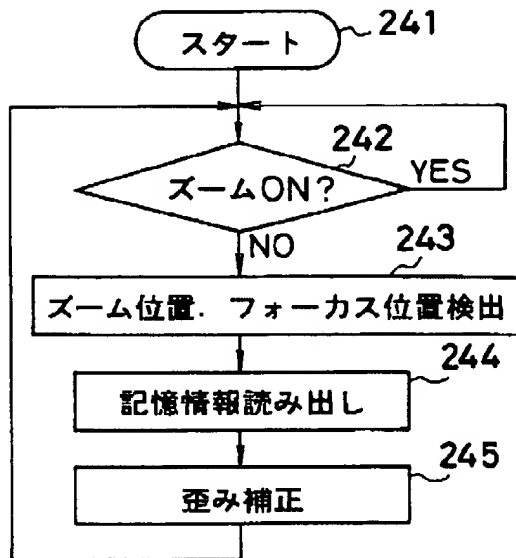 スタート
241
242
ズームON?
YES
NO
243
ズーム位置．フォーカス位置検出
244
記憶情報読み出し
245
歪み補正